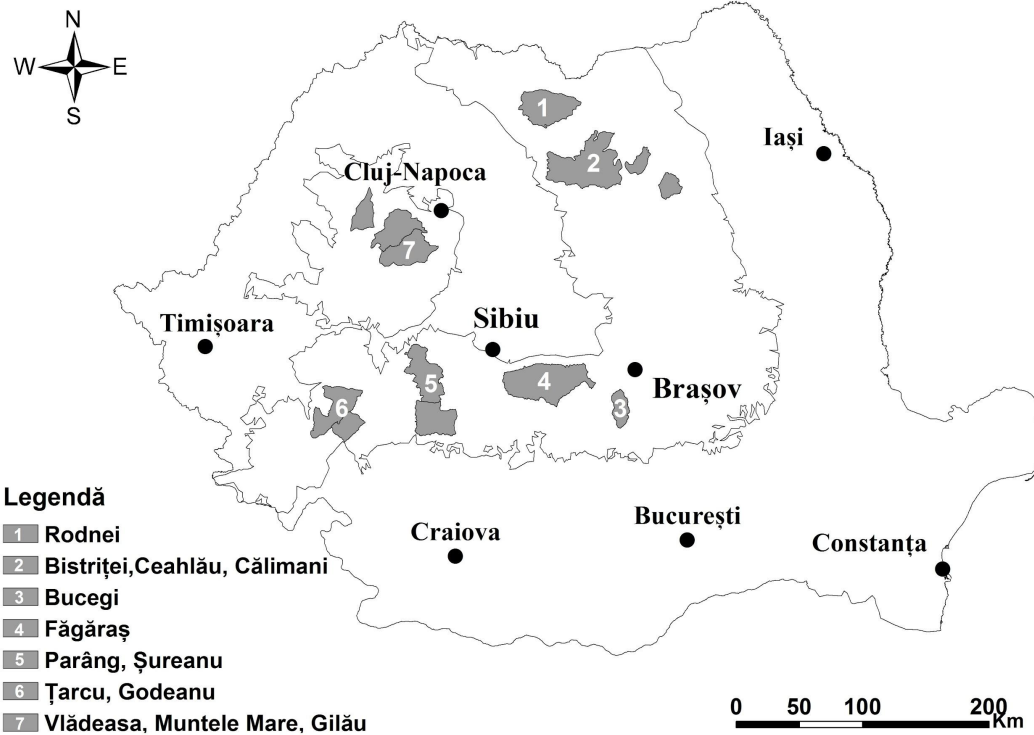 N
W E
S
1
2
Iași
Cluj-Napoca
7
Timișoara
Sibiu
5
4
Brașov
6
3
Legendă
1 Rodnei
2 Bistriței,Ceahlău, Călimani
3 Bucegi
4 Făgăraș
5 Parâng, Șureanu
6 Țarcu, Godeanu
7 Vlădeasa, Muntele Mare, Gilău
Craiova
București
Constanța
0 50 100 200
Km